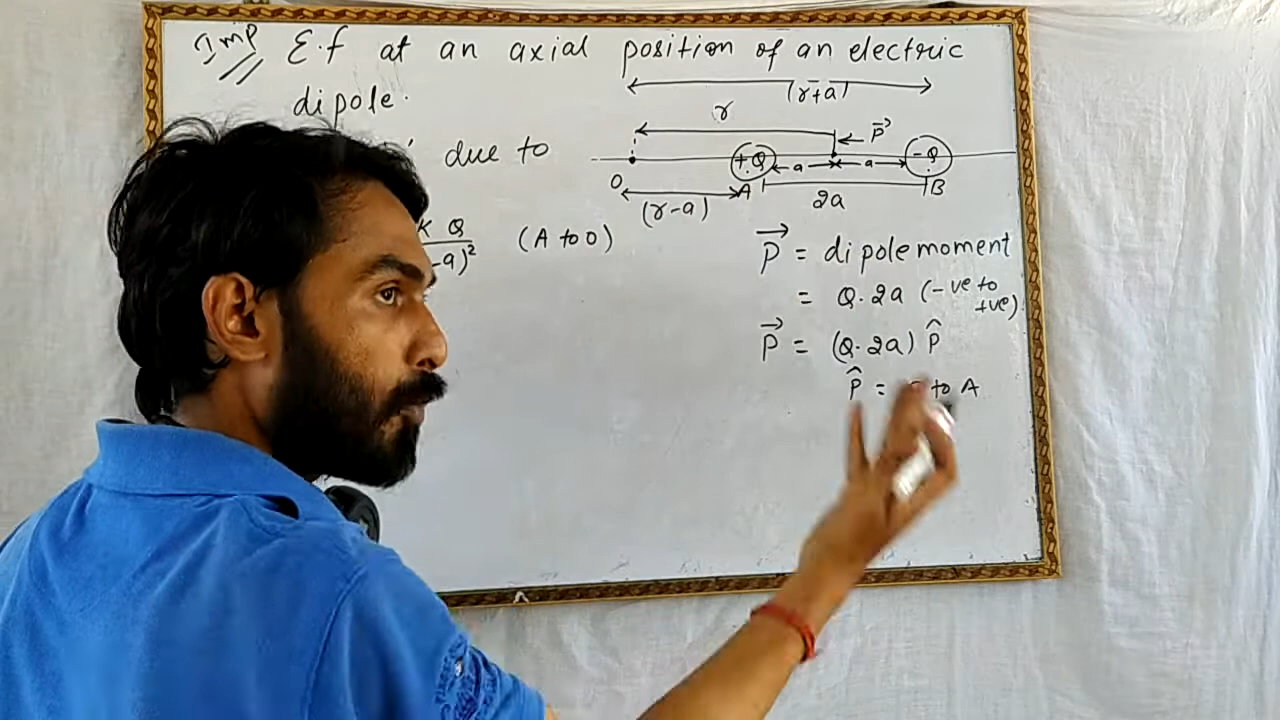 Imp E.f at an axial position of an electric
dipole.
due to
K Q
-a)² (A to O)
(r+a)
r
← P⃗
+Q ← a → ← a → -Q
O A B
(r-a) 2a
P⃗ = dipole moment
= Q.2a (-ve to
+ve)
P⃗ = (Q.2a) P̂
P̂ = to A